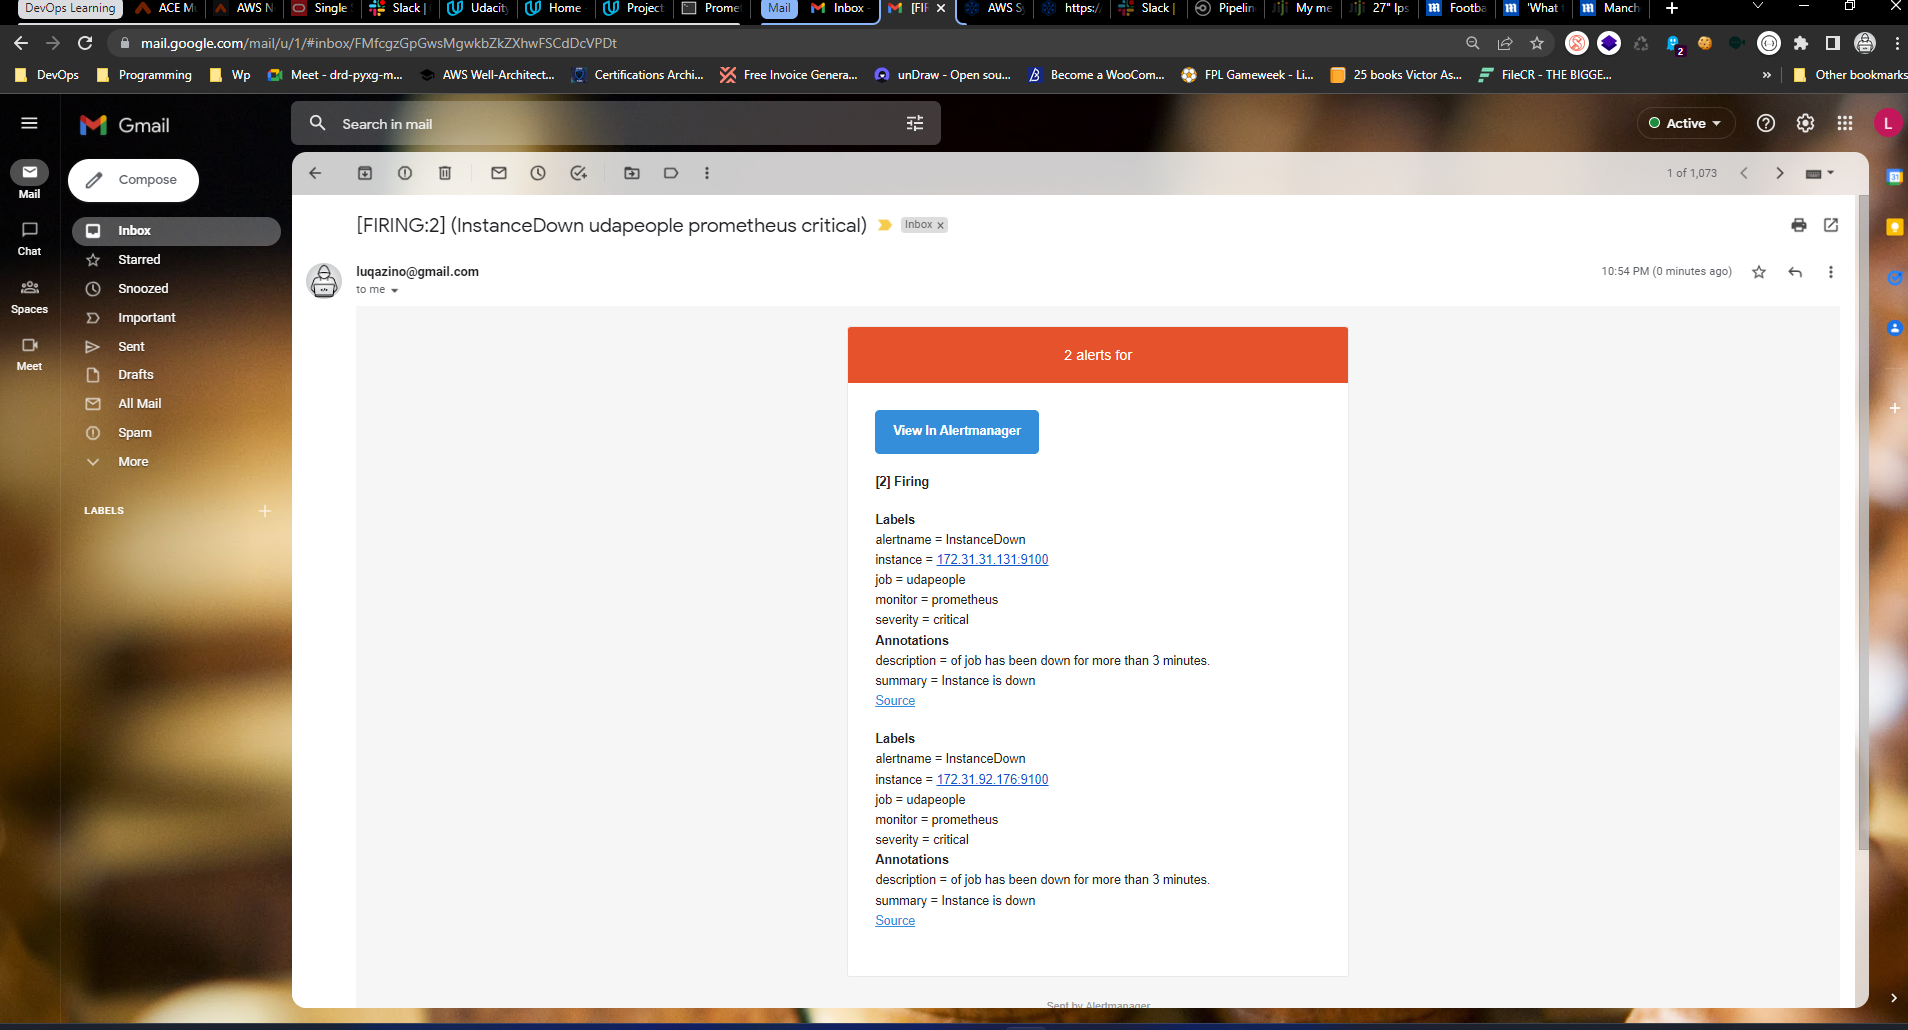 DevOps Learning
ACE M
AWS N
Single
Slack |
Udacity
Home
Project
Promet
Mail
Inbox -
[FIR
AWS S
https:/
Slack |
Pipelin
My me
27" Ips
Footba
'What
Manch
mail.google.com/mail/u/1/#inbox/FMfcgzGpGwsMgwkbZkZXhwFSCdDcVPDt
2
DevOps
Programming
Wp
Meet - drd-pyxg-m...
AWS Well-Architect...
Certifications Archi...
Free Invoice Genera...
unDraw - Open sou...
Become a WooCom...
FPL Gameweek - Li...
25 books Victor As...
FileCR - THE BIGGE...
»
Other bookmarks
Gmail
Search in mail
Active
L
Mail
Chat
Spaces
Meet
Compose
Inbox
Starred
Snoozed
Important
Sent
Drafts
All Mail
Spam
More
LABELS
1 of 1,073
31
[FIRING:2] (InstanceDown udapeople prometheus critical)
Inbox x
luqazino@gmail.com
to me
10:54 PM (0 minutes ago)
2 alerts for
View In Alertmanager
[2] Firing
Labels
alertname = InstanceDown
instance = 172.31.31.131:9100
job = udapeople
monitor = prometheus
severity = critical
Annotations
description = of job has been down for more than 3 minutes.
summary = Instance is down
Source
Labels
alertname = InstanceDown
instance = 172.31.92.176:9100
job = udapeople
monitor = prometheus
severity = critical
Annotations
description = of job has been down for more than 3 minutes.
summary = Instance is down
Source
Sent by Alertmanager